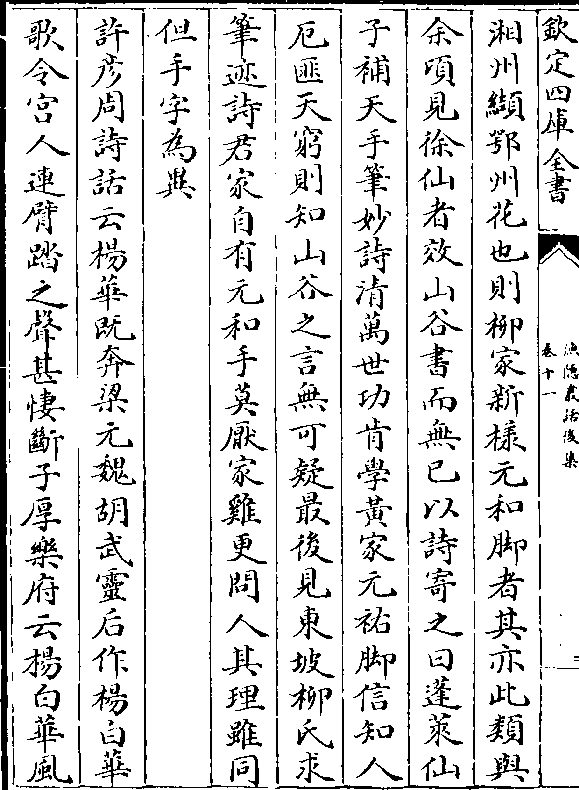 欽定四庫全書
漁隱叢話後集
卷十一
湘州纈鄂州花也則柳家新様元和脚者其亦此類與
余頃見徐仙者效山谷書而無已以詩寄之曰蓬萊仙
子補天手筆妙詩清萬世功肯學黃家元祐脚信知人
厄匪天窮則知山谷之言無可疑最後見東坡柳氏求
筆迹詩君家自有元和手莫厭家雞更問人其理雖同
但手字為異
許彦周詩話云楊華既奔梁元魏胡武靈后作楊白華
歌令宫人連臂踏之聲甚悽斷子厚樂府云楊白華風